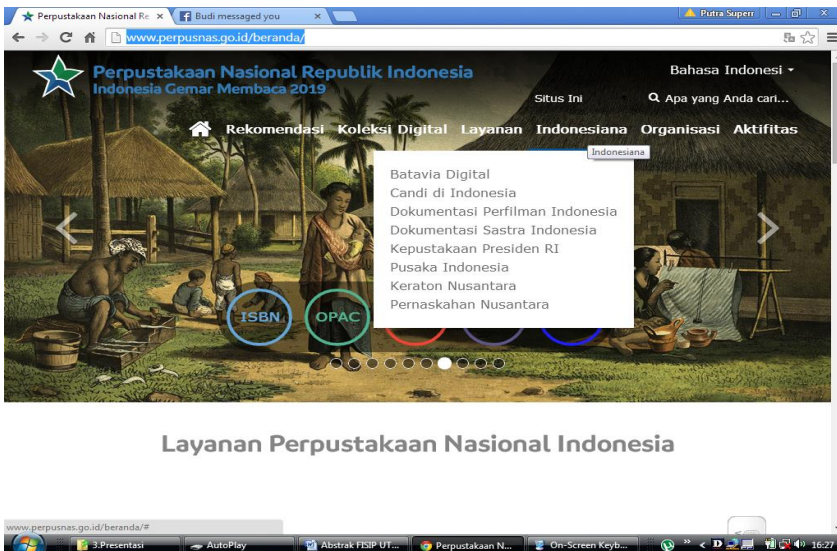 Perpustakaan Nasional Re
Budi messaged you
Putra Superr
www.perpusnas.go.id/beranda/
Perpustakaan Nasional Republik Indonesia
Indonesia Gemar Membaca 2019
Bahasa Indonesi
Situs Ini
Apa yang Anda cari...
Rekomendasi Koleksi Digital Layanan Indonesiana Organisasi Aktifitas
Indonesiana
Batavia Digital
Candi di Indonesia
Dokumentasi Perfilman Indonesia
Dokumentasi Sastra Indonesia
Kepustakaan Presiden RI
Pusaka Indonesia
Keraton Nusantara
Pernaskahan Nusantara
ISBN
OPAC
Layanan Perpustakaan Nasional Indonesia
www.perpusnas.go.id/beranda/#
3.Presentasi
AutoPlay
Abstrak FISIP UT...
Perpustakaan N...
On-Screen Keyb...
16:27